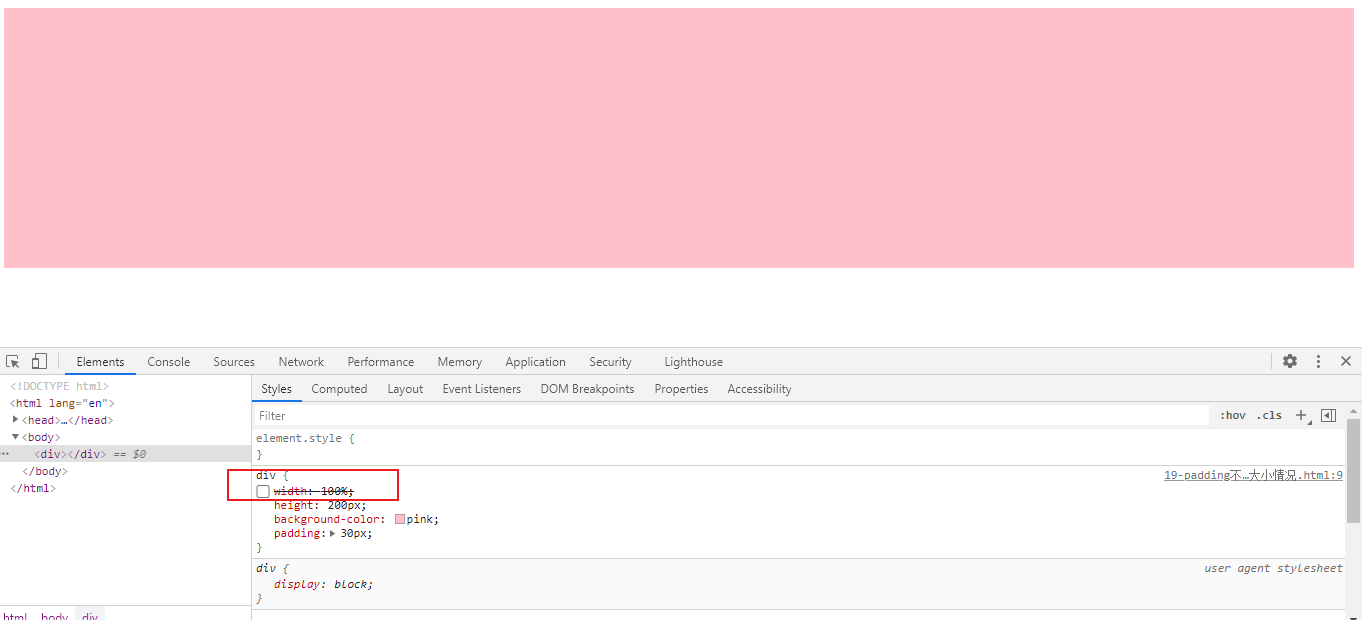 Elements Console Sources Network Performance Memory Application Security Lighthouse
<!DOCTYPE html>
<html lang="en">
<head>…</head>
<body>
<div></div> == $0
</body>
</html>
html body div
Styles Computed Layout Event Listeners DOM Breakpoints Properties Accessibility
Filter :hov .cls
element.style {
}
div { 19-padding不…大小情况.html:9
width: 100%;
height: 200px;
background-color: pink;
padding: 30px;
}
div { user agent stylesheet
display: block;
}